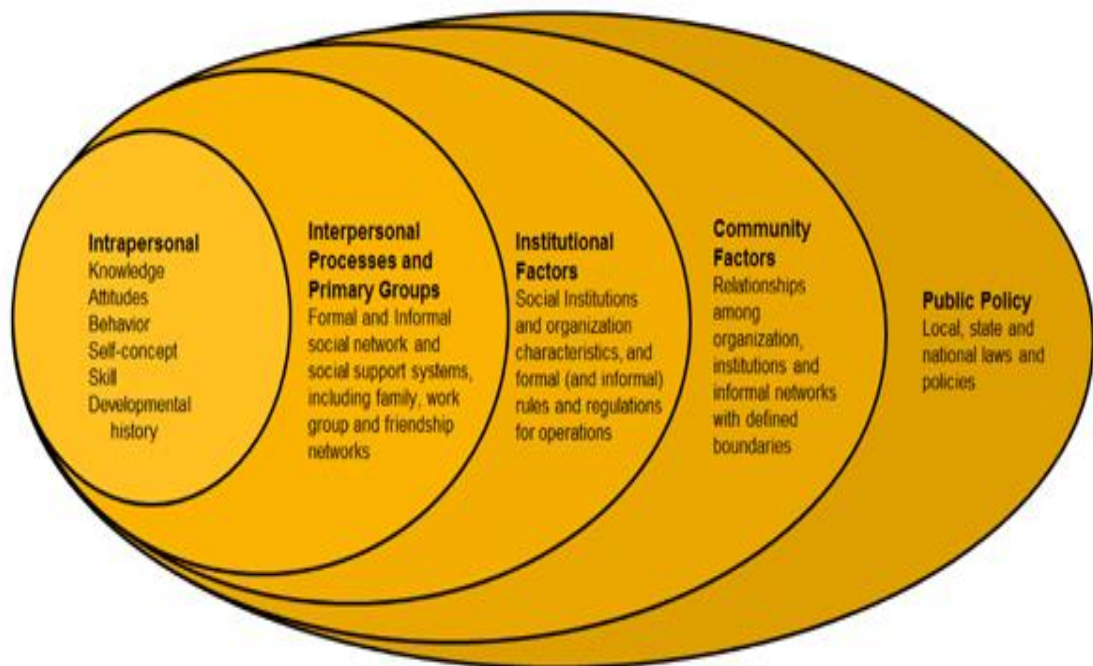 Intrapersonal
Knowledge
Attitudes
Behavior
Self-concept
Skill
Developmental
history
Interpersonal
Processes and
Primary Groups
Formal and Informal
social network and
social support systems,
including family, work
group and friendship
networks
Institutional
Factors
Social Institutions
and organization
characteristics, and
formal (and informal)
rules and regulations
for operations
Community
Factors
Relationships
among
organization,
institutions and
informal networks
with defined
boundaries
Public Policy
Local, state and
national laws and
policies